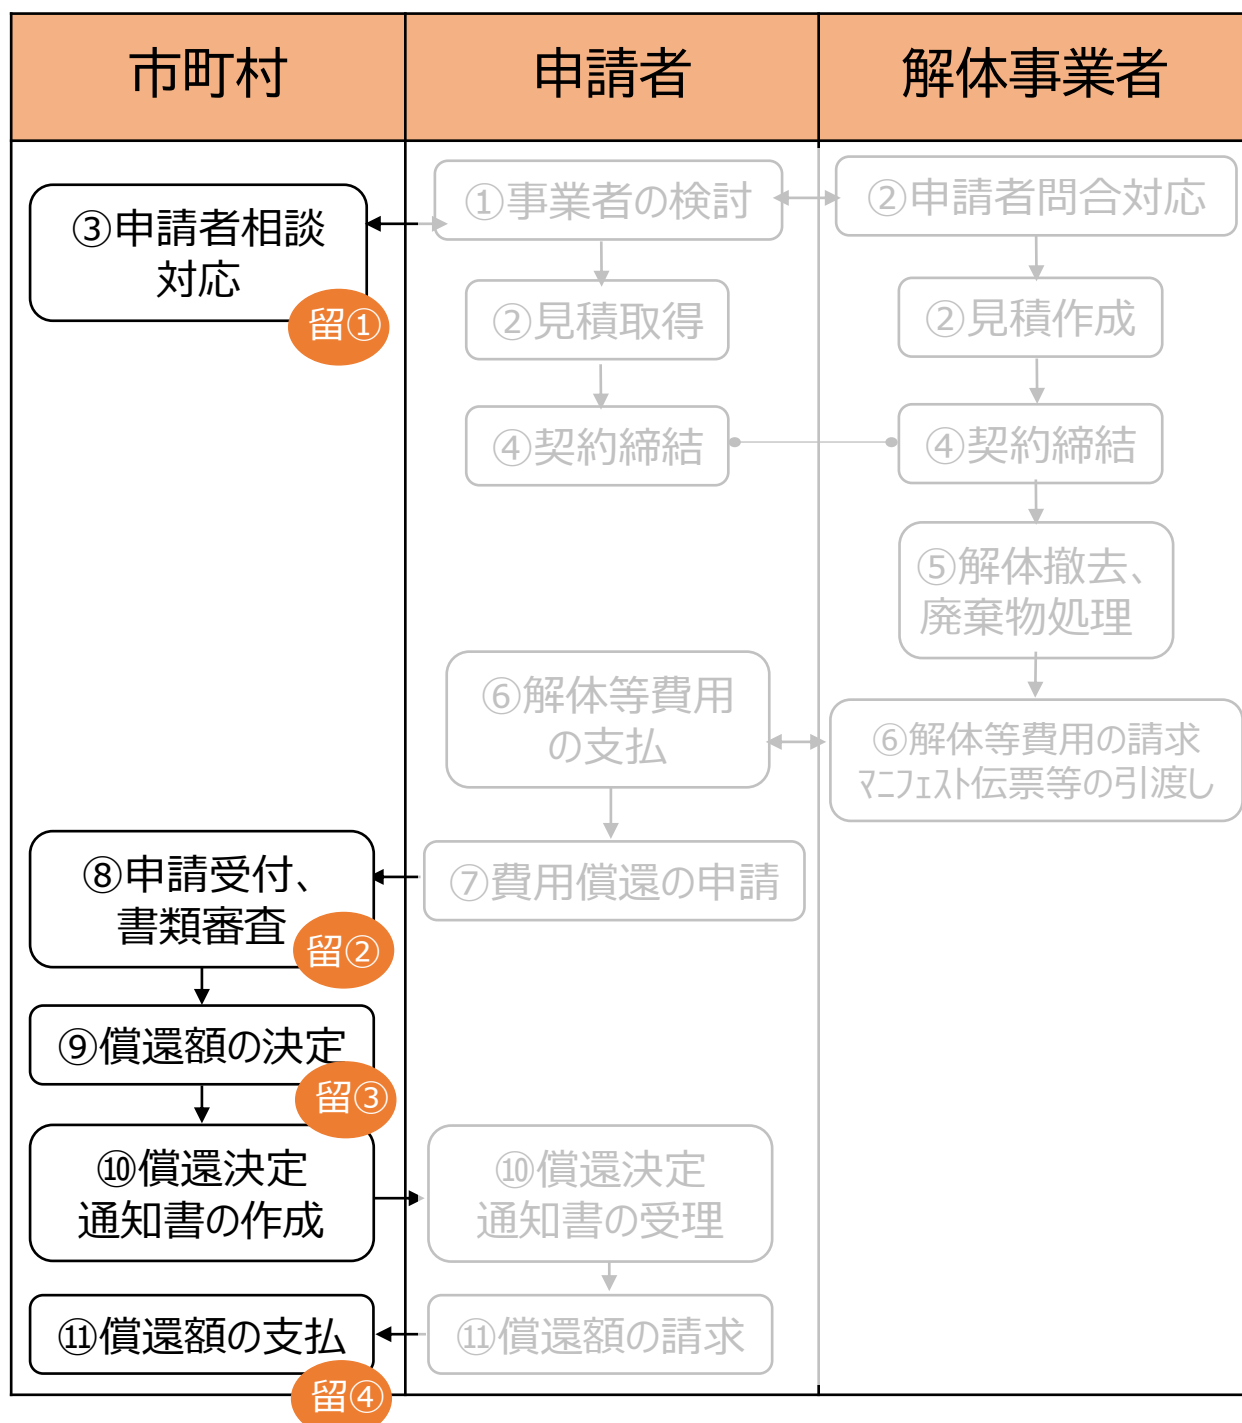 市町村
申請者
解体事業者
③申請者相談
対応
留①
①事業者の検討
②申請者問合対応
②見積取得
②見積作成
④契約締結
④契約締結
⑤解体撤去、
廃棄物処理
⑥解体等費用
の支払
⑥解体等費用の請求
ﾏﾆﾌｪｽﾄ伝票等の引渡し
⑦費用償還の申請
⑧申請受付、
書類審査
留②
⑨償還額の決定
留③
⑩償還決定
通知書の作成
⑩償還決定
通知書の受理
⑪償還額の請求
⑪償還額の支払
留④